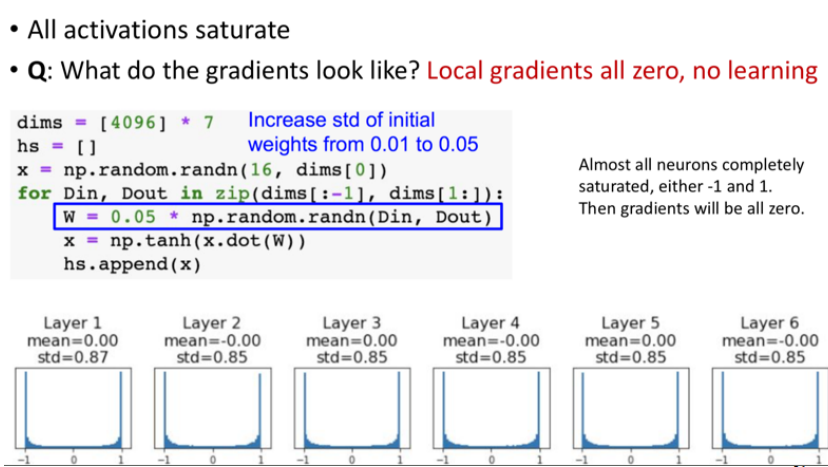 • All activations saturate
• Q: What do the gradients look like? Local gradients all zero, no learning
dims = [4096] * 7
hs = []
x = np.random.randn(16, dims[0])
for Din, Dout in zip(dims[:-1], dims[1:]):
W = 0.05 * np.random.randn(Din, Dout)
x = np.tanh(x.dot(W))
hs.append(x)
Increase std of initial
weights from 0.01 to 0.05
Almost all neurons completely
saturated, either -1 and 1.
Then gradients will be all zero.
Layer 1
mean=0.00
std=0.87
-1 0 1
Layer 2
mean=-0.00
std=0.85
-1 0 1
Layer 3
mean=0.00
std=0.85
-1 0 1
Layer 4
mean=-0.00
std=0.85
-1 0 1
Layer 5
mean=0.00
std=0.85
-1 0 1
Layer 6
mean=-0.00
std=0.85
-1 0 1